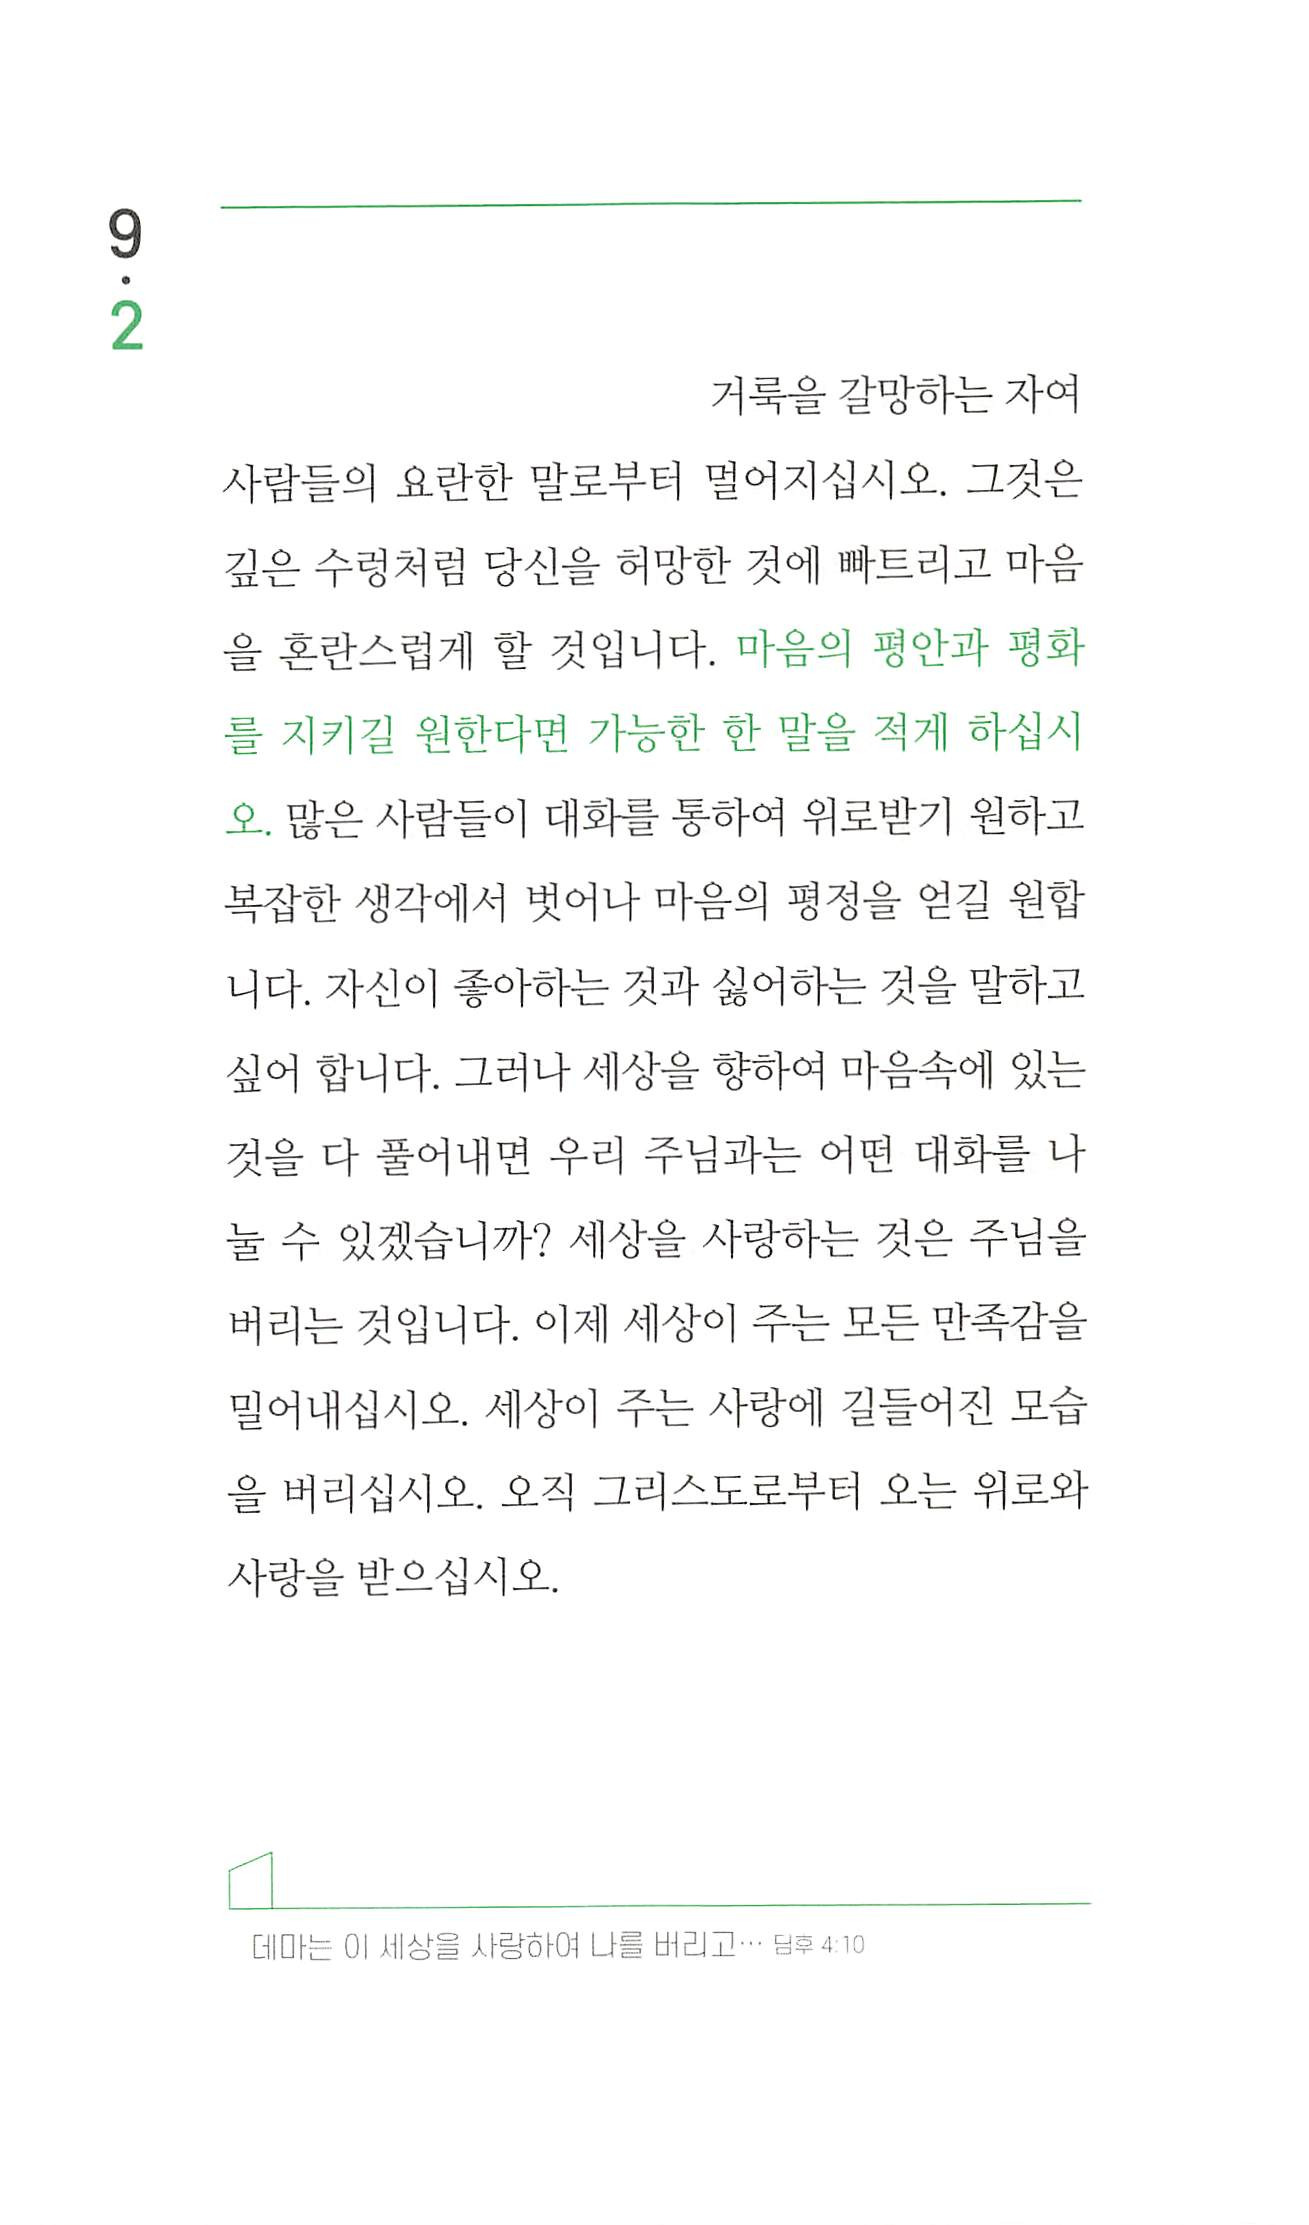 9
·
2
거룩을 갈망하는 자여
사람들의 요란한 말로부터 멀어지십시오. 그것은
깊은 수렁처럼 당신을 허망한 것에 빠트리고 마음
을 혼란스럽게 할 것입니다. 마음의 평안과 평화
를 지키길 원한다면 가능한 한 말을 적게 하십시
오. 많은 사람들이 대화를 통하여 위로받기 원하고
복잡한 생각에서 벗어나 마음의 평정을 얻길 원합
니다. 자신이 좋아하는 것과 싫어하는 것을 말하고
싶어 합니다. 그러나 세상을 향하여 마음속에 있는
것을 다 풀어내면 우리 주님과는 어떤 대화를 나
눌 수 있겠습니까? 세상을 사랑하는 것은 주님을
버리는 것입니다. 이제 세상이 주는 모든 만족감을
밀어내십시오. 세상이 주는 사랑에 길들어진 모습
을 버리십시오. 오직 그리스도로부터 오는 위로와
사랑을 받으십시오.
데마는 이 세상을 사랑하여 나를 버리고… 딤후 4:10